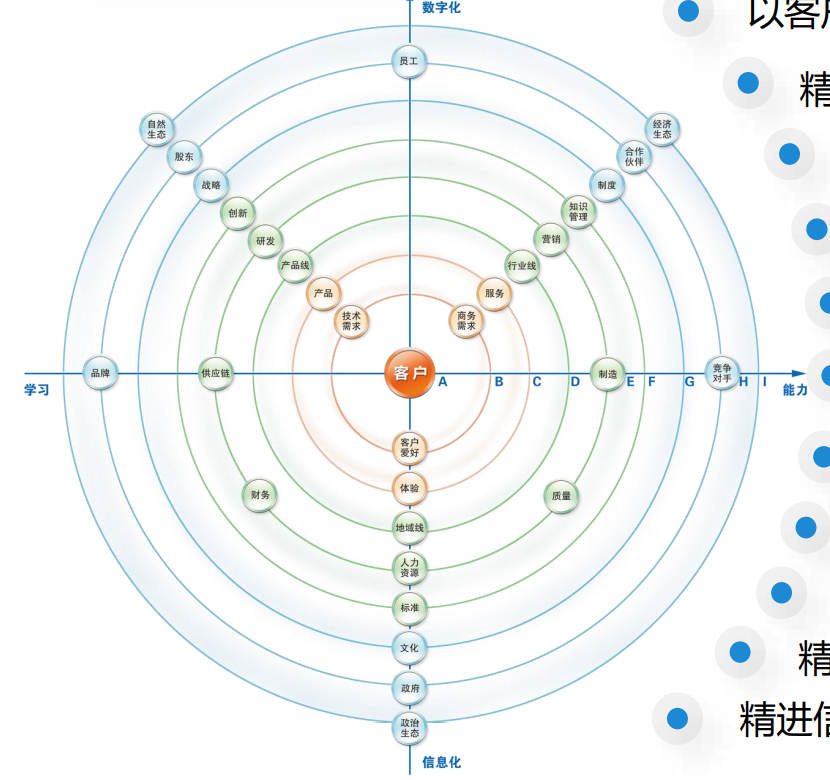 数字化
以客户
员工
精
自然
生态
经济
生态
股东
合作
伙伴
战略
制度
创新
知识
管理
研发
营销
产品线
行业线
产品
服务
技术
需求
商务
需求
品牌
供应链
客户
制造
竞争
对手
A B C D E F G H I
学习
能力
客户
爱好
体验
财务
质量
地域线
人力
资源
标准
文化
精
政府
精进信
政治
生态
信息化